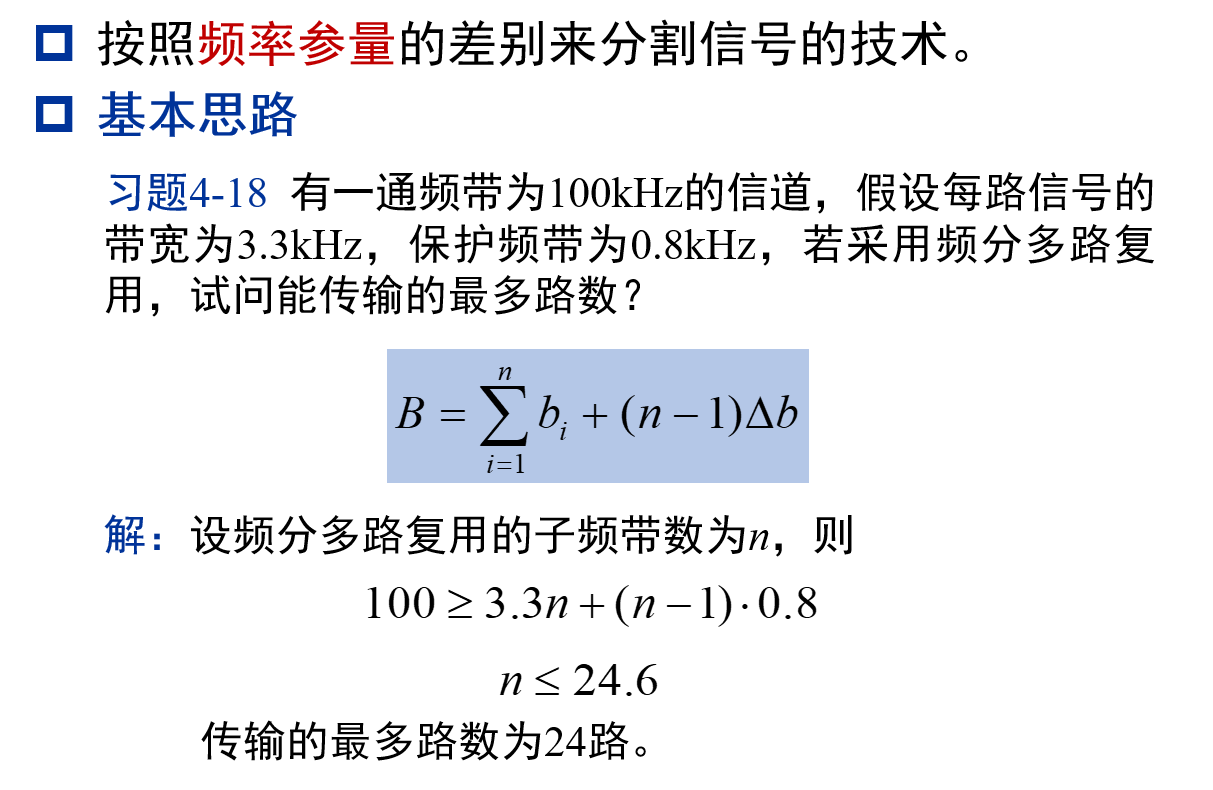 按照频率参量的差别来分割信号的技术。
基本思路
习题4-18 有一通频带为100kHz的信道，假设每路信号的
带宽为3.3kHz，保护频带为0.8kHz，若采用频分多路复
用，试问能传输的最多路数？
B = ∑_{i=1}^{n} b_i + (n − 1)Δb
解：设频分多路复用的子频带数为n，则
100 ≥ 3.3n + (n − 1) · 0.8
n ≤ 24.6
传输的最多路数为24路。